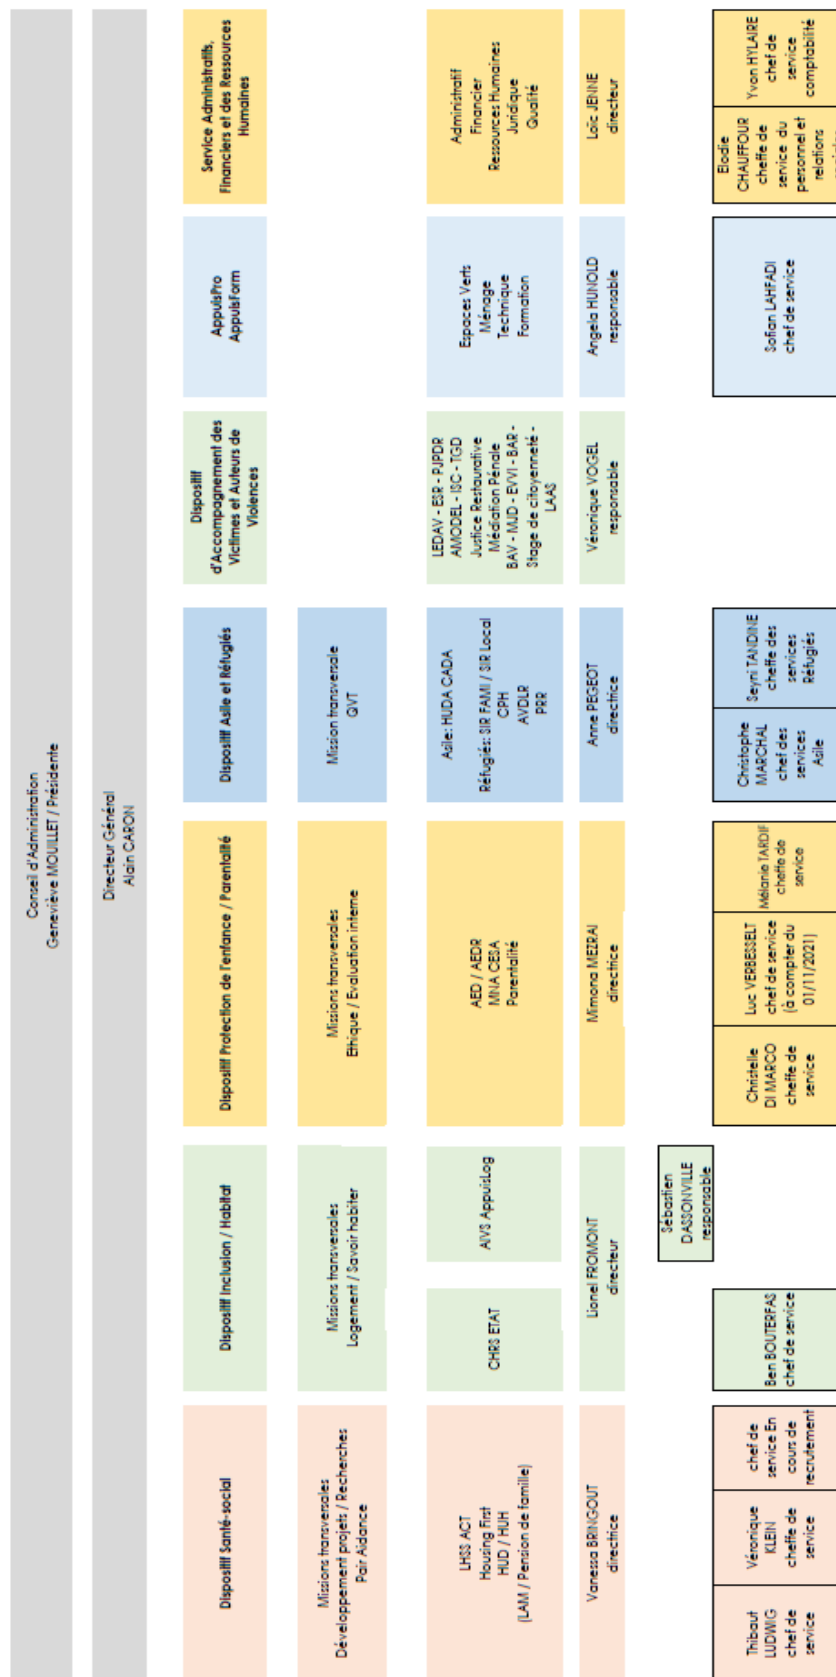 Conseil d'Administration
Geneviève MOUILLET / Présidente
Directeur Général
Alain CARON
Dispositif Santé-social
Dispositif Inclusion / Habitat
Dispositif Protection de l'enfance / Parentalité
Dispositif Asile et Réfugiés
Dispositif
d'Accompagnement des
Victimes et Auteurs de
Violences
AppuisPro
AppuisForm
Service Administratifs,
Financiers et des Ressources
Humaines
Missions transversales
Développement projets / Recherches
Pair Aidance
Missions transversales
Logement / Savoir habiter
Missions transversales
Ethique / Evaluation interne
Mission transversale
QVT
LHSS ACT
Housing First
HUD / HUH
(LAM / Pension de famille)
CHRS ETAT
AIVS AppuisLog
AED / AEDR
MNA CESA
Parentalité
Asile: HUDA CADA
Réfugiés: SIR FAMI / SIR Local
CPH
AVDLR
PRR
LEDAV - ESR - PJPDR
AMODEL - ISC - TGD
Justice Restaurative
Médiation Pénale
BAV - MJD - EVVI - BAR -
Stage de citoyenneté -
LAAS
Espaces Verts
Ménage
Technique
Formation
Administratif
Financier
Ressources Humaines
Juridique
Qualité
Vanessa BRINGOUT
directrice
Lionel FROMONT
directeur
Mimona MEZRAI
directrice
Anne PEGEOT
directrice
Véronique VOGEL
responsable
Angela HUNOLD
responsable
Loïc JENNE
directeur
Sébastien
DASSONVILLE
responsable
Thibaut
LUDWIG
chef de
service
Véronique
KLEIN
cheffe de
service
chef de
service En
cours de
recrutement
Ben BOUTERFAS
chef de service
Christelle
DI MARCO
cheffe de
service
Luc VERBESSELT
chef de service
(à compter du
01/11/2021)
Mélanie TARDIF
cheffe de
service
Christophe
MARCHAL
chef des
services
Asile
Seyni TANDINE
cheffe des
services
Réfugiés
Sofian LAHFADI
chef de service
Elodie
CHAUFFOUR
cheffe de
service du
personnel et
relations
Yvon HYLAIRE
chef de
service
comptabilité